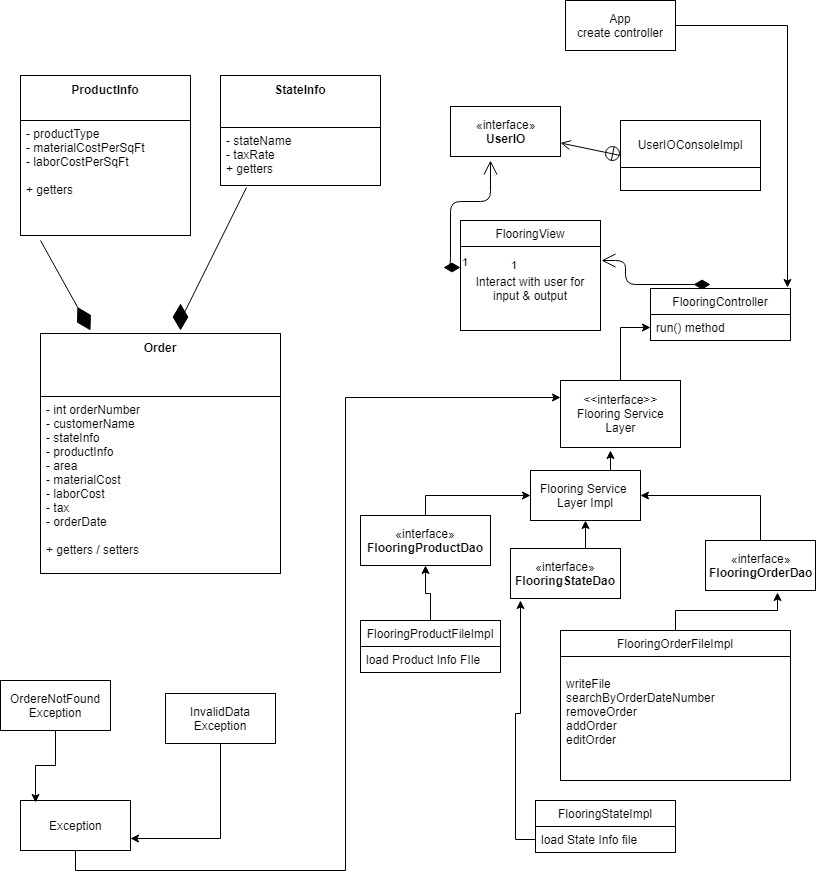 App
create controller
ProductInfo
- productType
- materialCostPerSqFt
- laborCostPerSqFt
+ getters
StateInfo
- stateName
- taxRate
+ getters
«interface»
UserIO
UserIOConsoleImpl
FlooringView
1
1
Interact with user for
input & output
FlooringController
run() method
Order
- int orderNumber
- customerName
- stateInfo
- productInfo
- area
- materialCost
- laborCost
- tax
- orderDate
+ getters / setters
<<interface>>
Flooring Service
Layer
Flooring Service
Layer Impl
«interface»
FlooringProductDao
«interface»
FlooringStateDao
«interface»
FlooringOrderDao
FlooringProductFileImpl
load Product Info FIle
FlooringOrderFileImpl
writeFile
searchByOrderDateNumber
removeOrder
addOrder
editOrder
OrdereNotFound
Exception
InvalidData
Exception
Exception
FlooringStateImpl
load State Info file